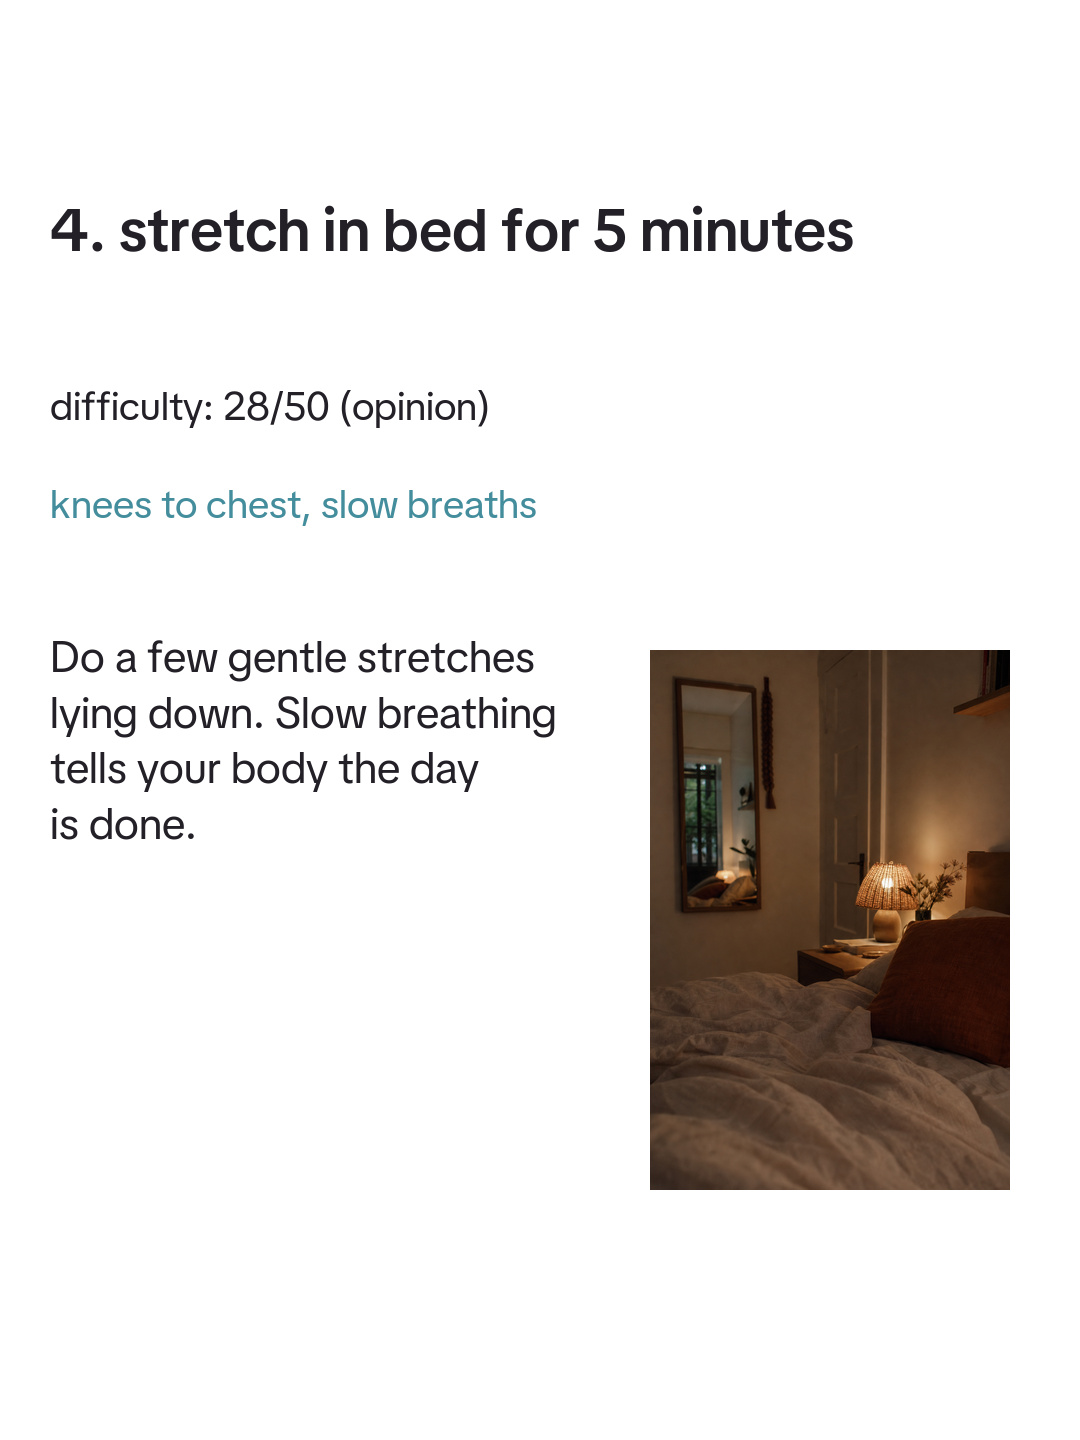 4. stretch in bed for 5 minutes
difficulty: 28/50 (opinion)
knees to chest, slow breaths
Do a few gentle stretches
lying down. Slow breathing
tells your body the day
is done.